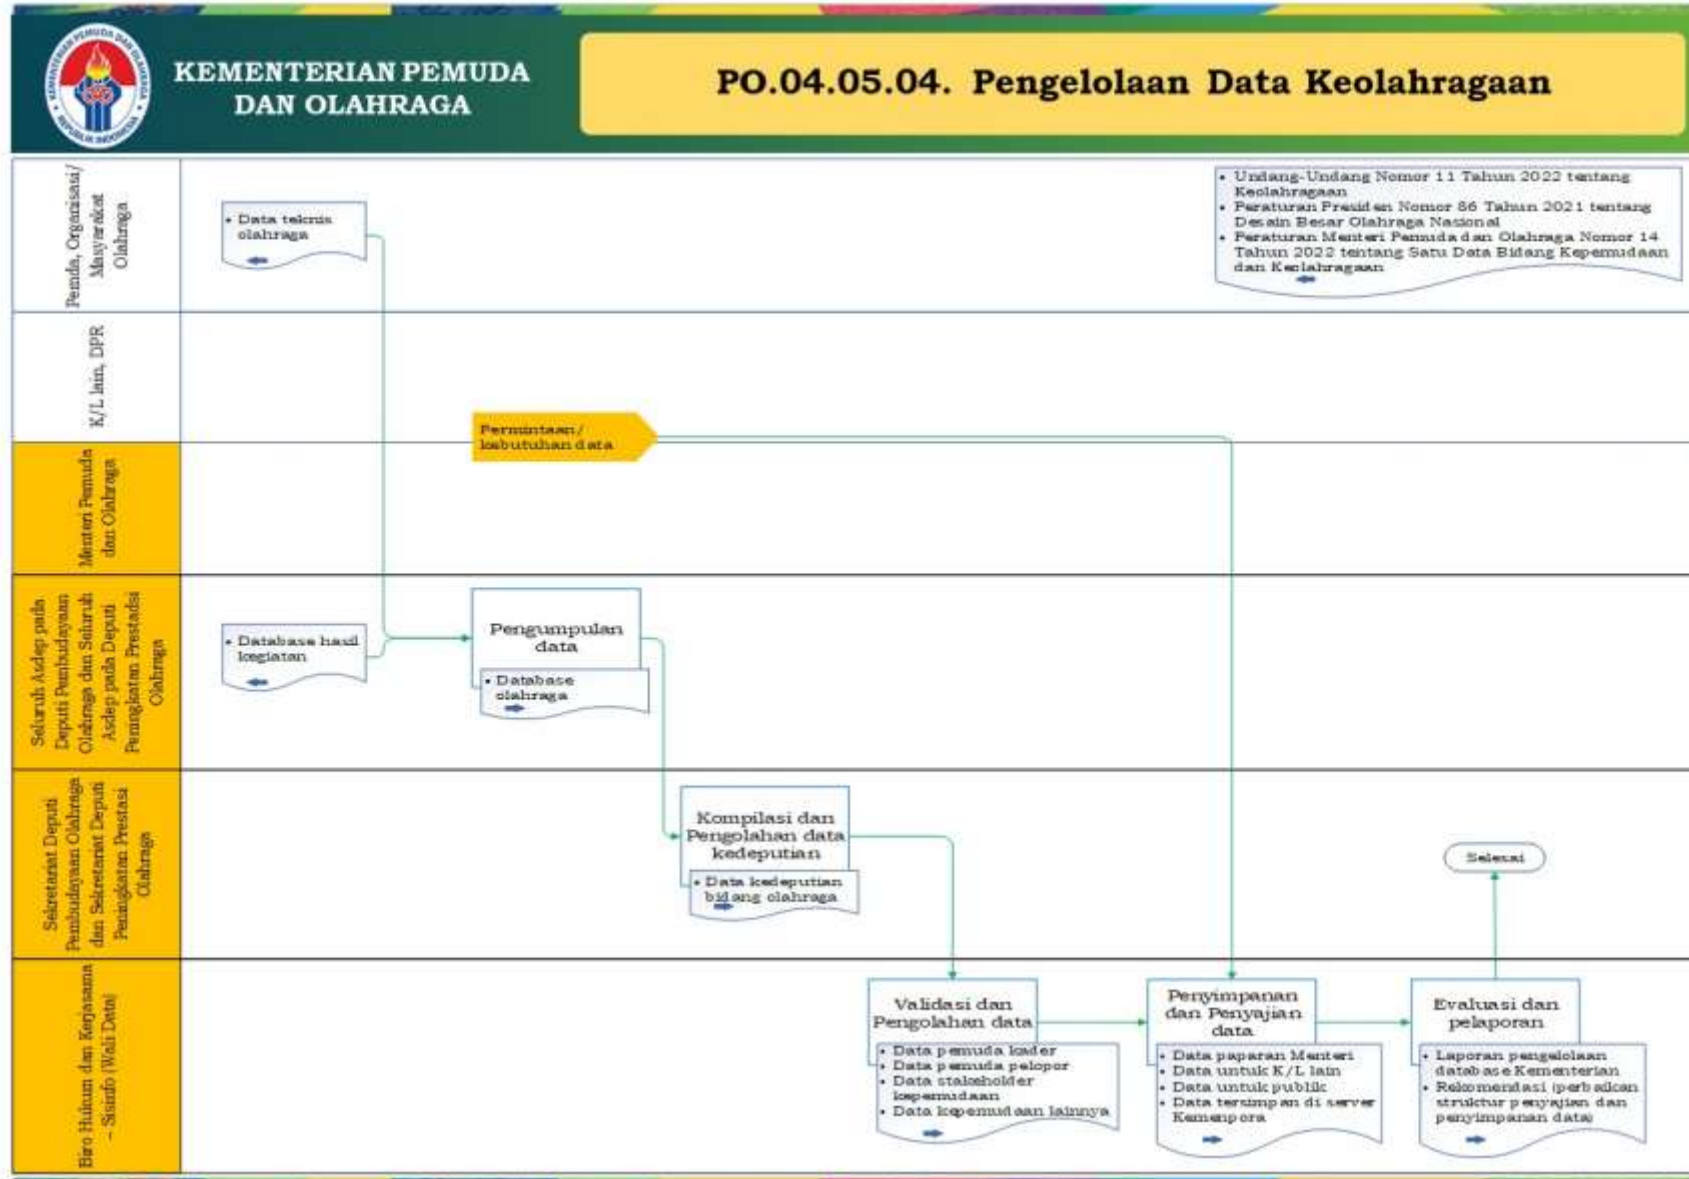 KEMENTERIAN PEMUDA DAN OLAHRAGA
REPUBLIK INDONESIA
KEMENTERIAN PEMUDA
DAN OLAHRAGA
PO.04.05.04. Pengelolaan Data Keolahragaan
Pemda, Organisasi/
Masyarakat
Olahraga
• Data teknis
olahraga
• Undang-Undang Nomor 11 Tahun 2022 tentang
Keolahragaan
• Peraturan Presiden Nomor 86 Tahun 2021 tentang
Desain Besar Olahraga Nasional
• Peraturan Menteri Pemuda dan Olahraga Nomor 14
Tahun 2022 tentang Satu Data Bidang Kepemudaan
dan Keolahragaan
K/L lain, DPR
Permintaan/
kebutuhan data
Menteri Pemuda
dan Olahraga
Seluruh Asdep pada
Deputi Pembudayaan
Olahraga dan Seluruh
Asdep pada Deputi
Peningkatan Prestadsi
Olahraga
• Database hasil
kegiatan
Pengumpulan
data
• Database
olahraga
Sekretariat Deputi
Pembudayaan Olahraga
dan Sekretariat Deputi
Peningkatan Prestasi
Olahraga
Kompilasi dan
Pengolahan data
kedeputian
• Data kedeputian
bidang olahraga
Selesai
Biro Hukum dan Kerjasama
– Sisinfo (Wali Data)
Validasi dan
Pengolahan data
• Data pemuda kader
• Data pemuda pelopor
• Data stakeholder
kepemudaan
• Data kepemudaan lainnya
Penyimpanan
dan Penyajian
data
• Data paparan Menteri
• Data untuk K/L lain
• Data untuk publik
• Data tersimpan di server
Kemenpora
Evaluasi dan
pelaporan
• Laporan pengelolaan
database Kementerian
• Rekomendasi (perbaikan
struktur penyajian dan
penyimpanan data)